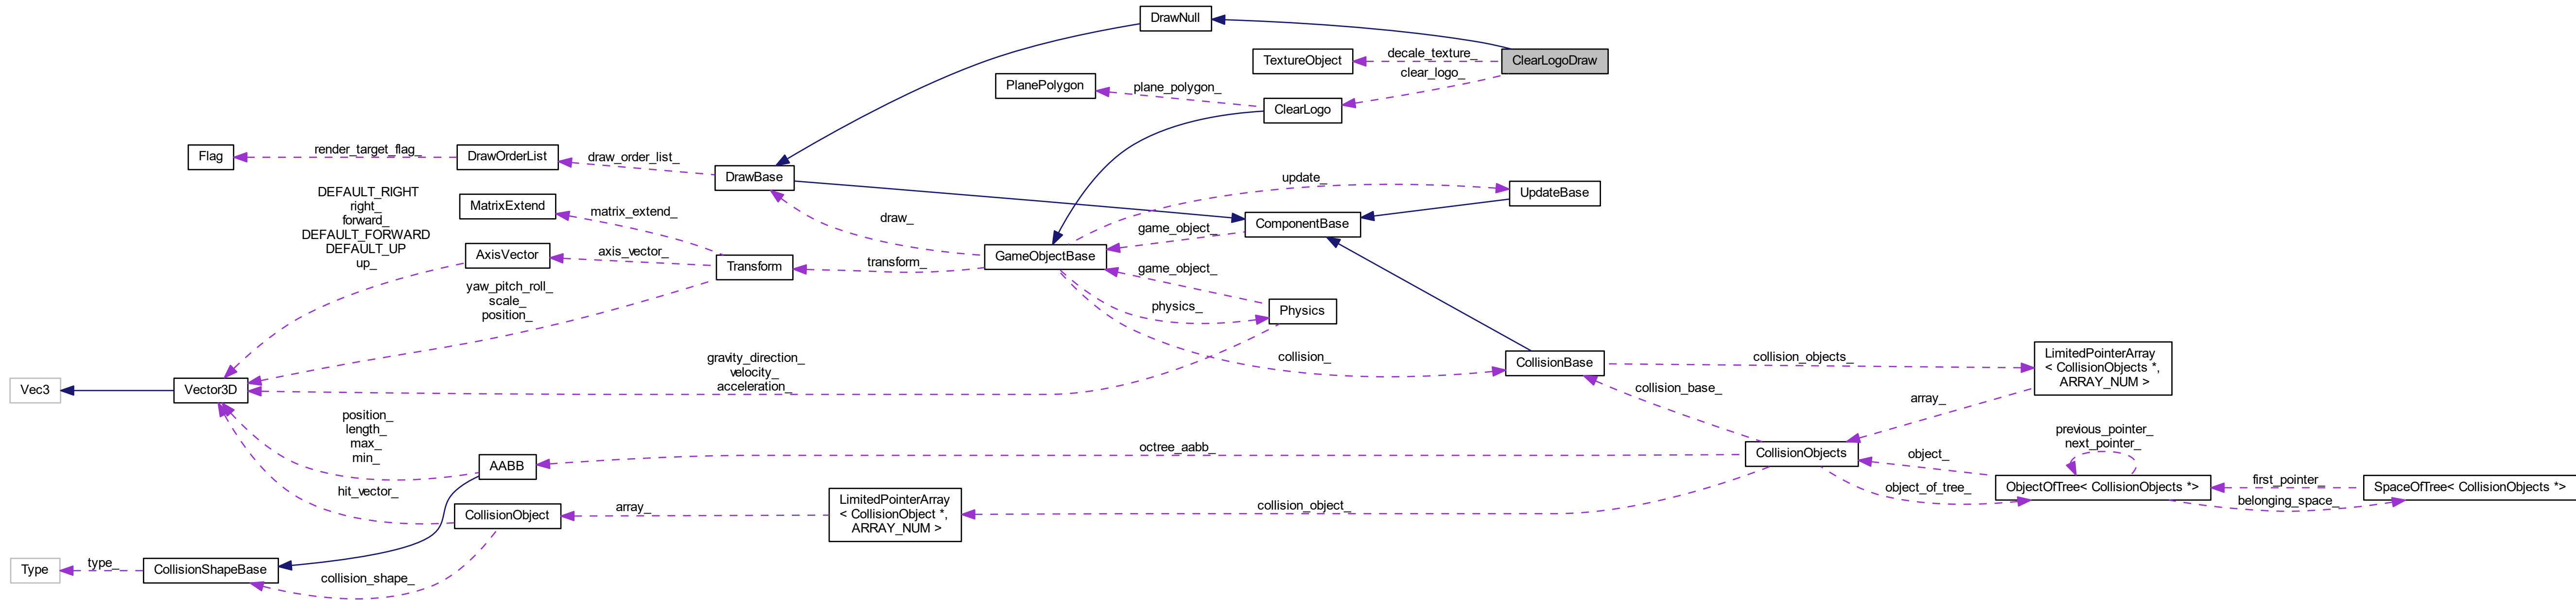 DrawNull
decale_texture_
TextureObject
ClearLogoDraw
clear_logo_
PlanePolygon
plane_polygon_
ClearLogo
Flag
render_target_flag_
DrawOrderList
draw_order_list_
DrawBase
update_
UpdateBase
DEFAULT_RIGHT
right_
forward_
DEFAULT_FORWARD
DEFAULT_UP
up_
MatrixExtend
matrix_extend_
draw_
ComponentBase
game_object_
AxisVector
axis_vector_
Transform
transform_
GameObjectBase
game_object_
yaw_pitch_roll_
scale_
position_
physics_
Physics
gravity_direction_
velocity_
acceleration_
collision_
CollisionBase
collision_objects_
LimitedPointerArray
< CollisionObjects *,
ARRAY_NUM >
Vec3
Vector3D
collision_base_
array_
position_
length_
max_
min_
octree_aabb_
CollisionObjects
previous_pointer_
next_pointer_
object_
AABB
hit_vector_
object_of_tree_
ObjectOfTree< CollisionObjects *>
first_pointer_
belonging_space_
SpaceOfTree< CollisionObjects *>
CollisionObject
array_
LimitedPointerArray
< CollisionObject *,
ARRAY_NUM >
collision_object_
Type
type_
CollisionShapeBase
collision_shape_